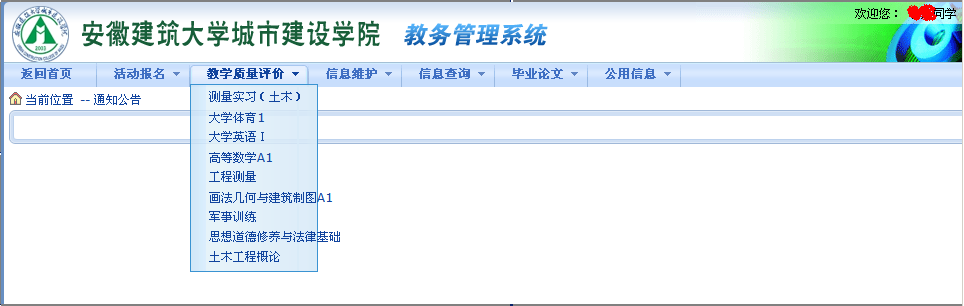 安徽建筑大学城市建设学院 教务管理系统
欢迎您： 同学
返回首页 活动报名 教学质量评价 信息维护 信息查询 毕业论文 公用信息
当前位置 -- 通知公告
测量实习（土木）
大学体育1
大学英语Ⅰ
高等数学A1
工程测量
画法几何与建筑制图A1
军事训练
思想道德修养与法律基础
土木工程概论
2003